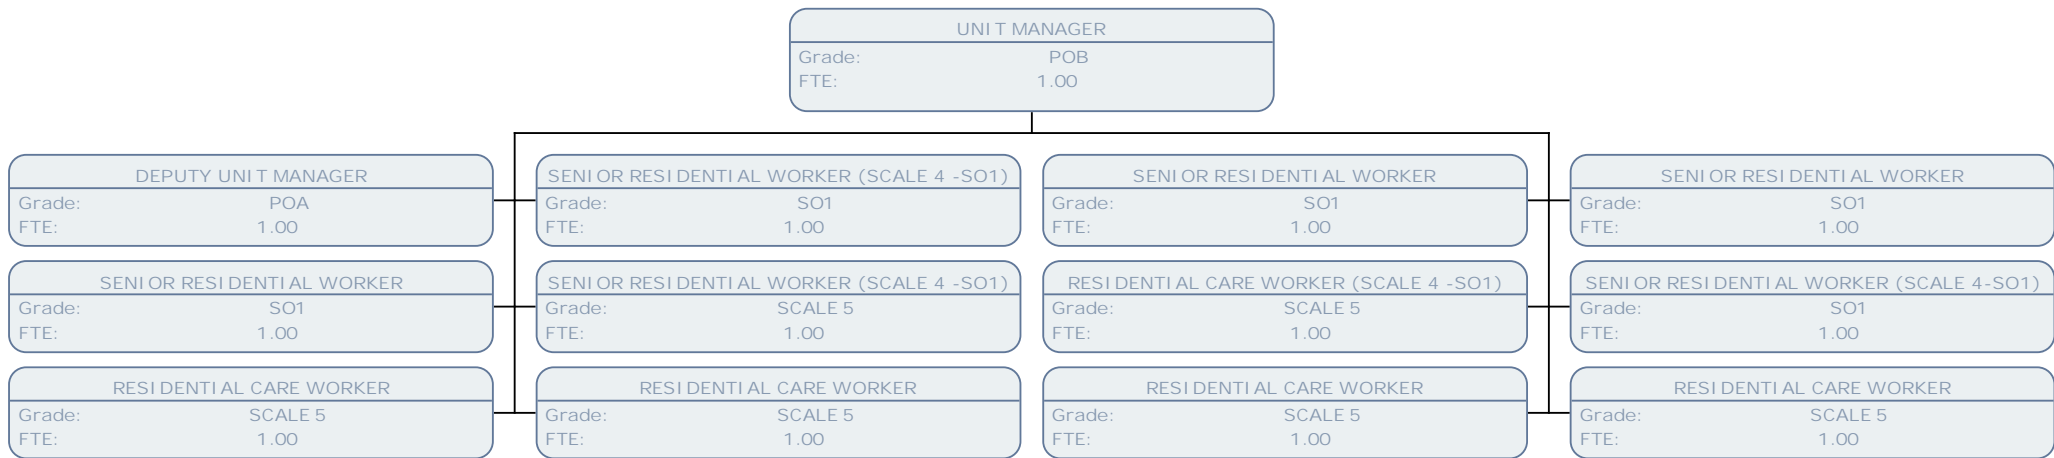 UNIT MANAGER
Grade: POB
FTE: 1.00
DEPUTY UNIT MANAGER
Grade: POA
FTE: 1.00
SENIOR RESIDENTIAL WORKER (SCALE 4 -SO1)
Grade: SO1
FTE: 1.00
SENIOR RESIDENTIAL WORKER
Grade: SO1
FTE: 1.00
SENIOR RESIDENTIAL WORKER
Grade: SO1
FTE: 1.00
SENIOR RESIDENTIAL WORKER
Grade: SO1
FTE: 1.00
SENIOR RESIDENTIAL WORKER (SCALE 4 -SO1)
Grade: SCALE 5
FTE: 1.00
RESIDENTIAL CARE WORKER (SCALE 4 -SO1)
Grade: SCALE 5
FTE: 1.00
SENIOR RESIDENTIAL WORKER (SCALE 4-SO1)
Grade: SO1
FTE: 1.00
RESIDENTIAL CARE WORKER
Grade: SCALE 5
FTE: 1.00
RESIDENTIAL CARE WORKER
Grade: SCALE 5
FTE: 1.00
RESIDENTIAL CARE WORKER
Grade: SCALE 5
FTE: 1.00
RESIDENTIAL CARE WORKER
Grade: SCALE 5
FTE: 1.00